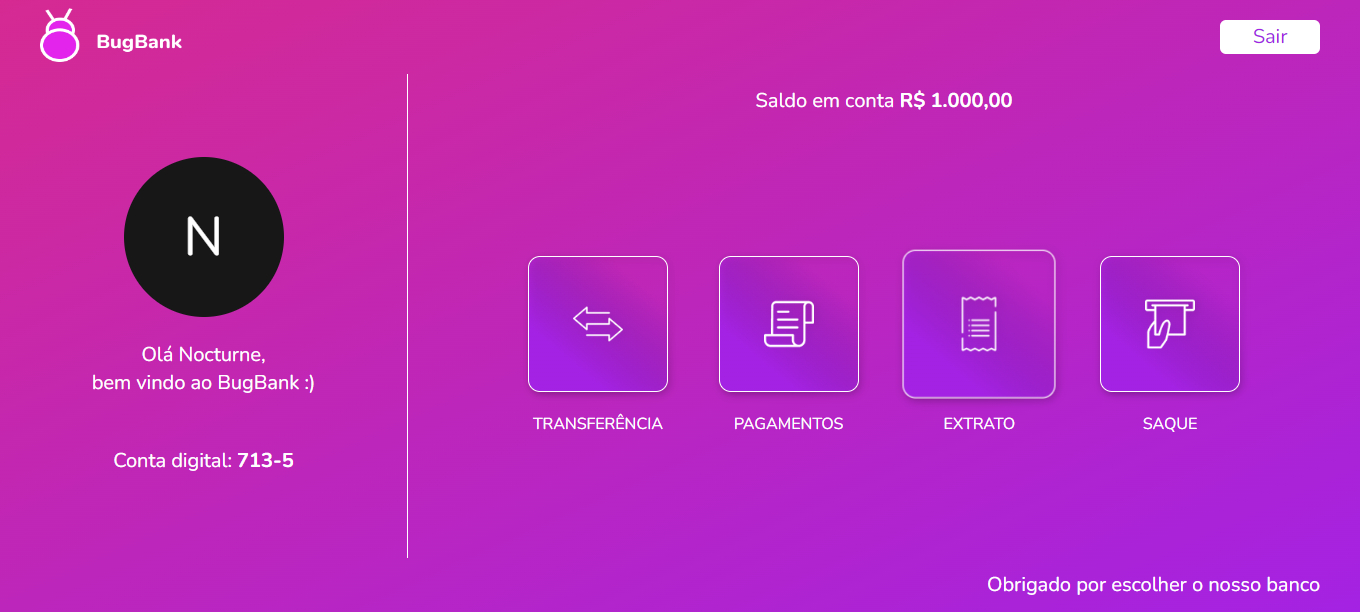 BugBank
Sair
Saldo em conta R$ 1.000,00
N
Olá Nocturne,
bem vindo ao BugBank :)
Conta digital: 713-5
TRANSFERÊNCIA
PAGAMENTOS
EXTRATO
SAQUE
Obrigado por escolher o nosso banco